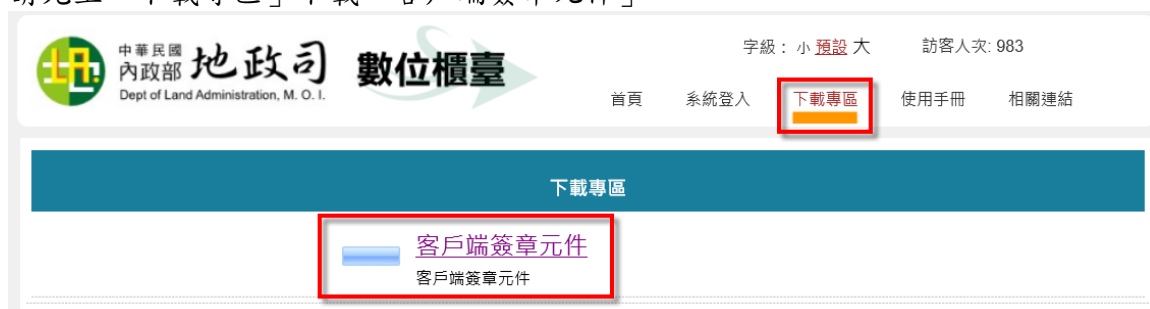 字級： 小 預設 大 訪客人次: 983
中華民國
內政部 地政司 數位櫃臺
Dept of Land Administration, M. O. I.
首頁 系統登入 下載專區 使用手冊 相關連結
下載專區
客戶端簽章元件
客戶端簽章元件